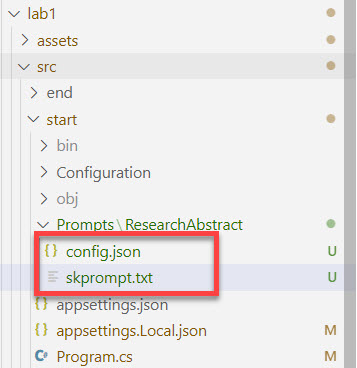 lab1
assets
src
end
start
bin
Configuration
obj
Prompts\ResearchAbstract
{} config.json U
skprompt.txt U
{} appsettings.json
{} appsettings.Local.json M
C# Program.cs M